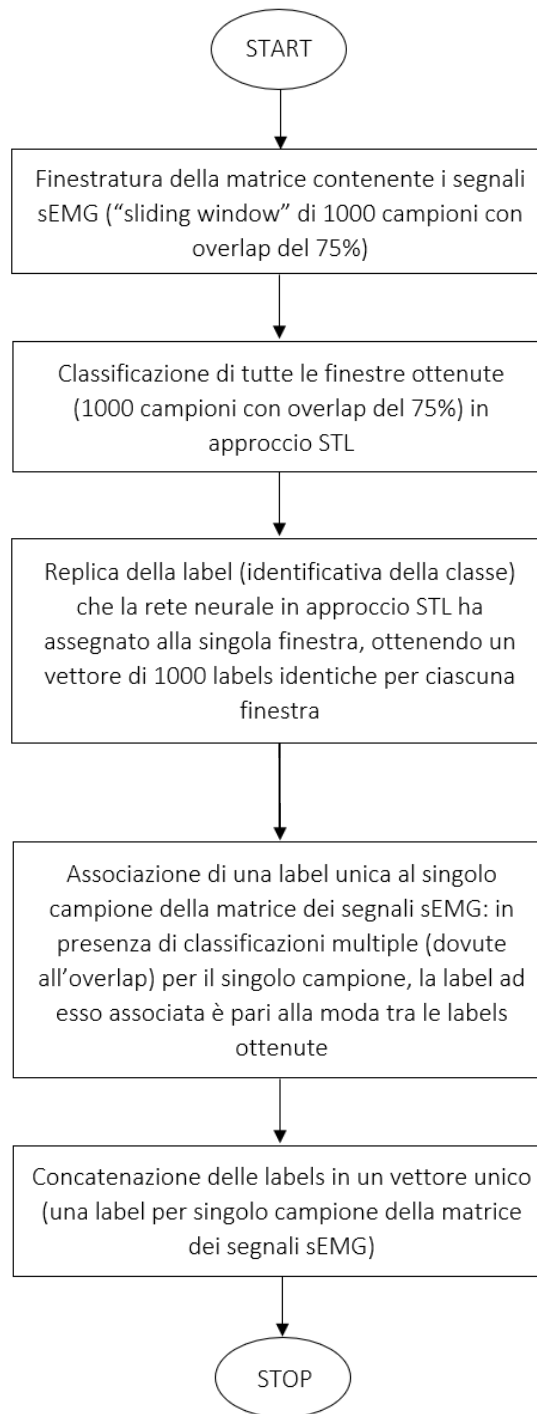 START
Finestratura della matrice contenente i segnali
sEMG (“sliding window” di 1000 campioni con
overlap del 75%)
Classificazione di tutte le finestre ottenute
(1000 campioni con overlap del 75%) in
approccio STL
Replica della label (identificativa della classe)
che la rete neurale in approccio STL ha
assegnato alla singola finestra, ottenendo un
vettore di 1000 labels identiche per ciascuna
finestra
Associazione di una label unica al singolo
campione della matrice dei segnali sEMG: in
presenza di classificazioni multiple (dovute
all’overlap) per il singolo campione, la label ad
esso associata è pari alla moda tra le labels
ottenute
Concatenazione delle labels in un vettore unico
(una label per singolo campione della matrice
dei segnali sEMG)
STOP